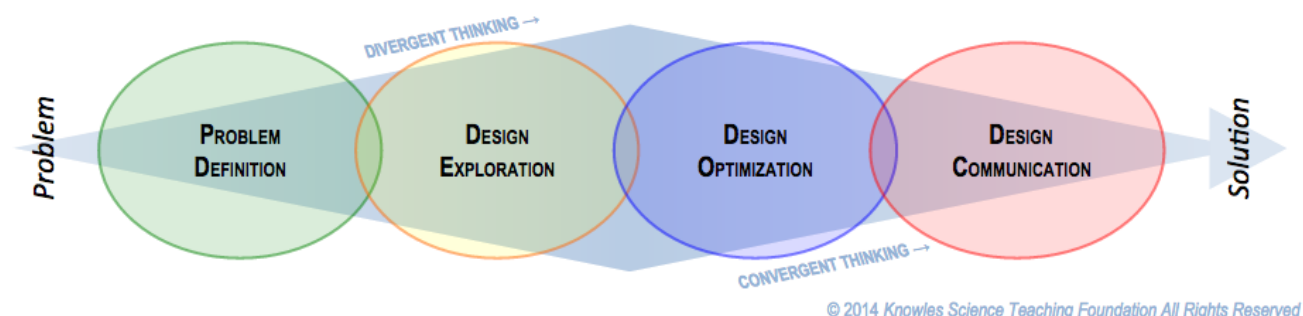 DIVERGENT THINKING →
Problem
PROBLEM
DEFINITION
DESIGN
EXPLORATION
DESIGN
OPTIMIZATION
DESIGN
COMMUNICATION
Solution
CONVERGENT THINKING →
© 2014 Knowles Science Teaching Foundation All Rights Reserved